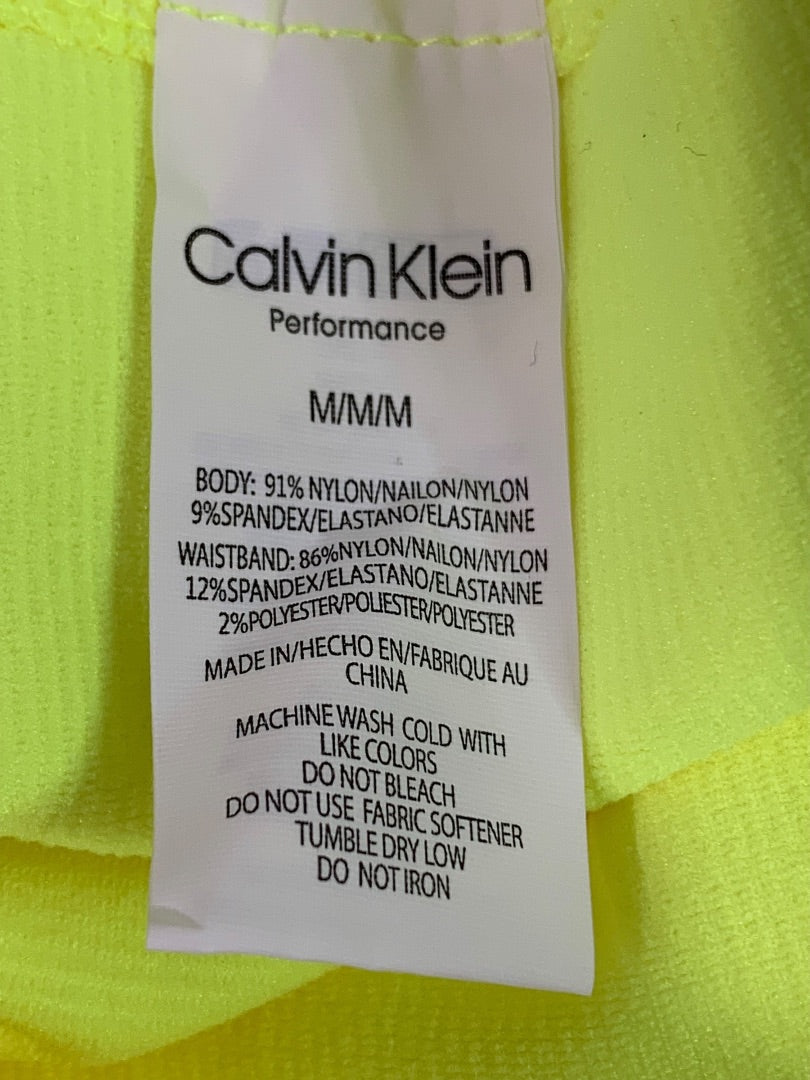 Calvin Klein
Performance
M/M/M
BODY: 91% NYLON/NAILON/NYLON
9%SPANDEX/ELASTANO/ELASTANNE
WAISTBAND: 86%NYLON/NAILON/NYLON
12%SPANDEX/ELASTANO/ELASTANNE
2%POLYESTER/POLIESTER/POLYESTER
MADE IN/HECHO EN/FABRIQUE AU
CHINA
MACHINE WASH COLD WITH
LIKE COLORS
DO NOT BLEACH
DO NOT USE FABRIC SOFTENER
TUMBLE DRY LOW
DO NOT IRON